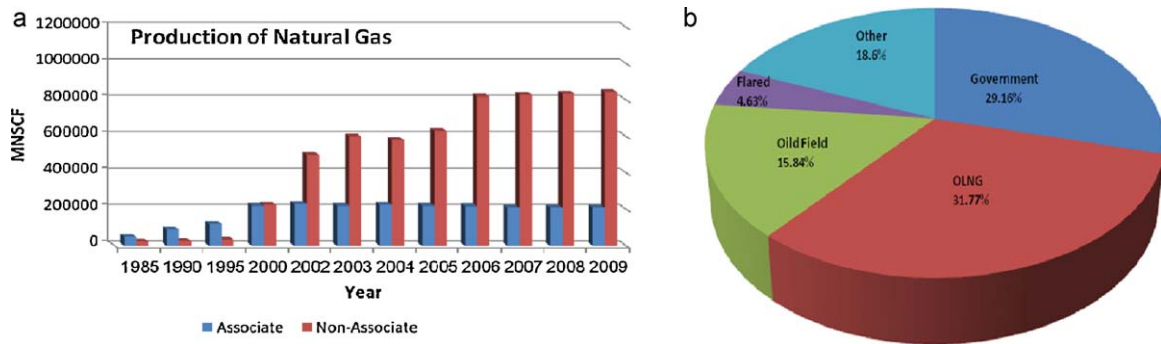 a
Production of Natural Gas
1200000
1000000
800000
600000
400000
200000
0
MNSCF
1985 1990 1995 2000 2002 2003 2004 2005 2006 2007 2008 2009
Year
Associate Non-Associate
b
Other
18.6%
Flared
4.63%
Government
29.16%
Oild Field
15.84%
OLNG
31.77%